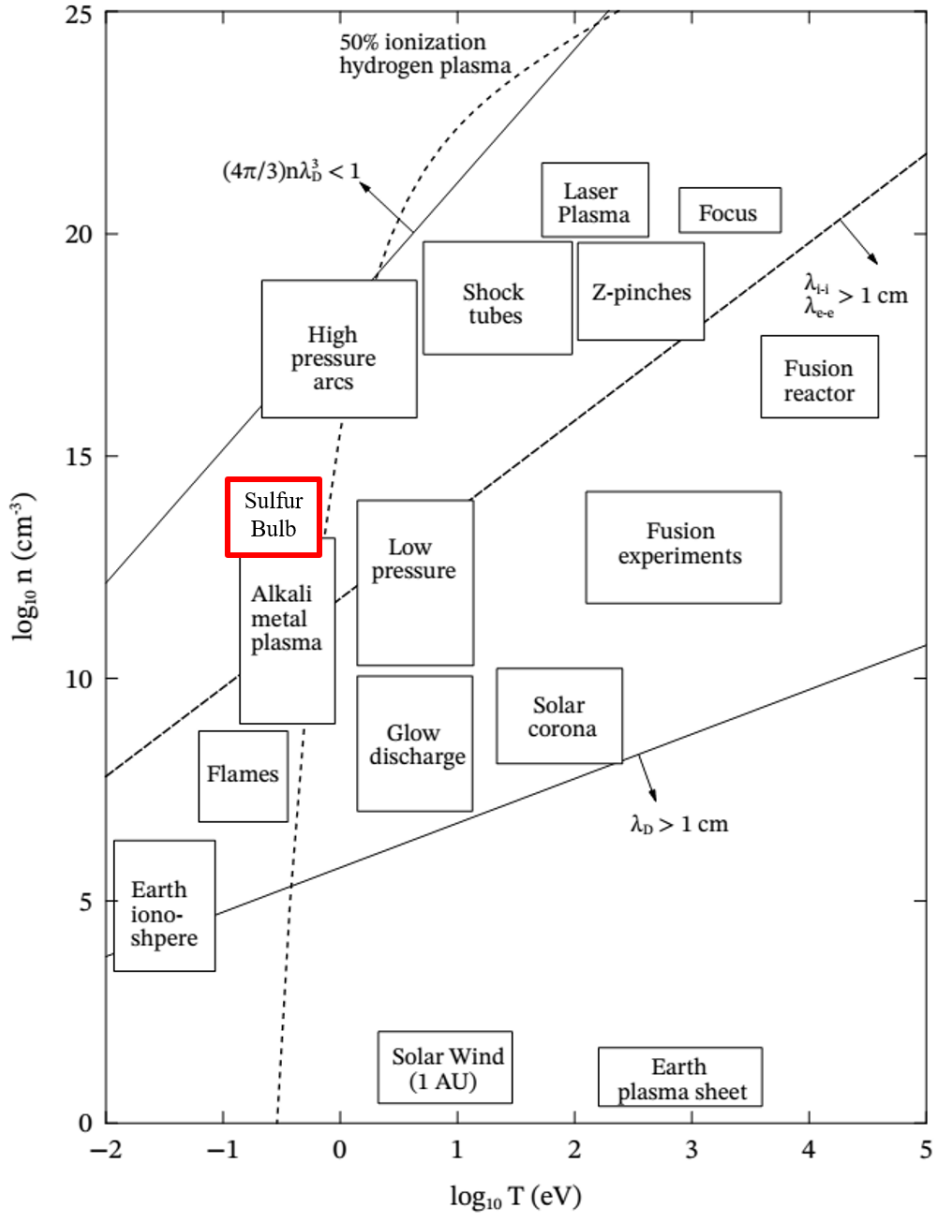 25
50% ionization
hydrogen plasma
(4π/3)nλ_D^3 < 1
Laser
Plasma
Focus
20
λ_i-i
λ_e-e > 1 cm
Shock
tubes
Z-pinches
High
pressure
arcs
Fusion
reactor
15
Sulfur
Bulb
Low
pressure
Fusion
experiments
Alkali
metal
plasma
log₁₀ n (cm⁻³)
10
Solar
corona
Glow
discharge
Flames
λ_D > 1 cm
5
Earth
iono-
shpere
Solar Wind
(1 AU)
Earth
plasma sheet
0
−2 −1 0 1 2 3 4 5
log₁₀ T (eV)